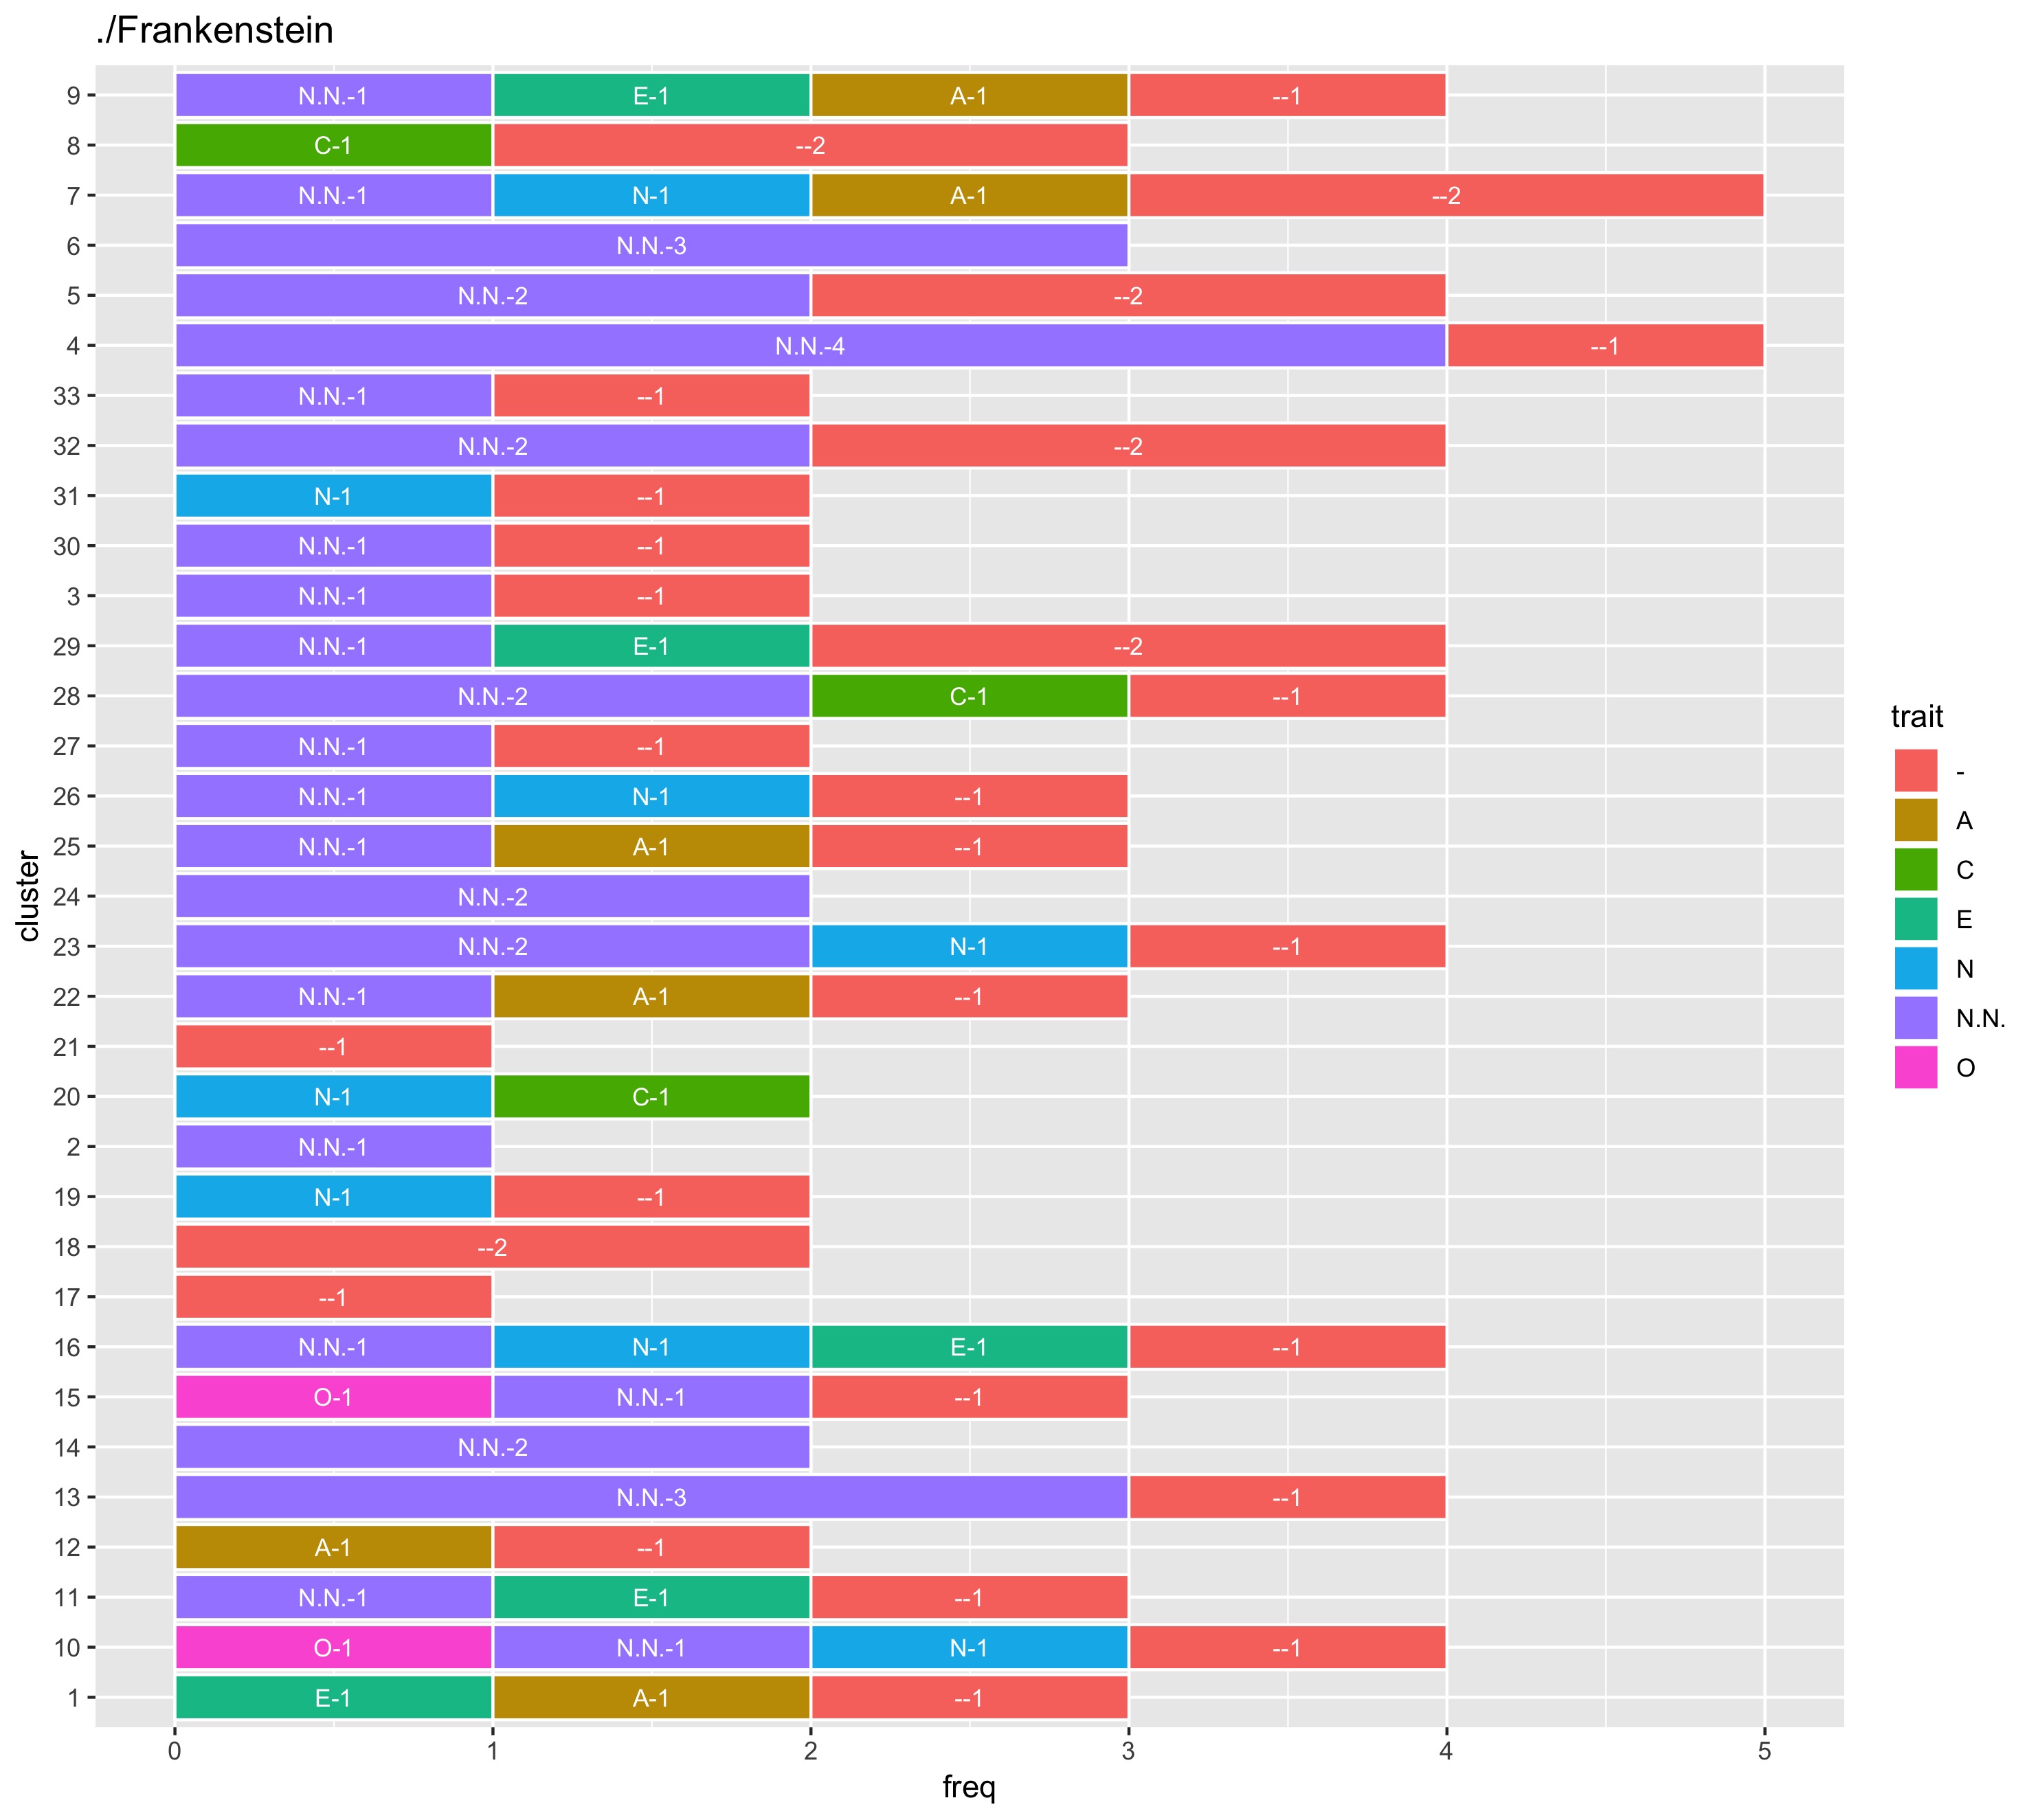 ./Frankenstein
9 N.N.-1 E-1 A-1 --1
8 C-1 --2
7 N.N.-1 N-1 A-1 --2
6 N.N.-3
5 N.N.-2 --2
4 N.N.-4 --1
33 N.N.-1 --1
32 N.N.-2 --2
31 N-1 --1
30 N.N.-1 --1
3 N.N.-1 --1
29 N.N.-1 E-1 --2
28 N.N.-2 C-1 --1
27 N.N.-1 --1
26 N.N.-1 N-1 --1
25 N.N.-1 A-1 --1
24 N.N.-2
23 N.N.-2 N-1 --1
22 N.N.-1 A-1 --1
21 --1
20 N-1 C-1
2 N.N.-1
19 N-1 --1
18 --2
17 --1
16 N.N.-1 N-1 E-1 --1
15 O-1 N.N.-1 --1
14 N.N.-2
13 N.N.-3 --1
12 A-1 --1
11 N.N.-1 E-1 --1
10 O-1 N.N.-1 N-1 --1
1 E-1 A-1 --1
0 1 2 3 4 5
freq
cluster
trait
-
A
C
E
N
N.N.
O